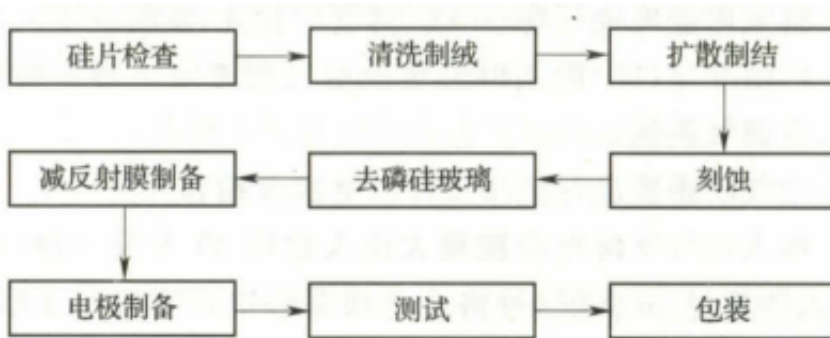 硅片检查
清洗制绒
扩散制结
刻蚀
去磷硅玻璃
减反射膜制备
电极制备
测试
包装